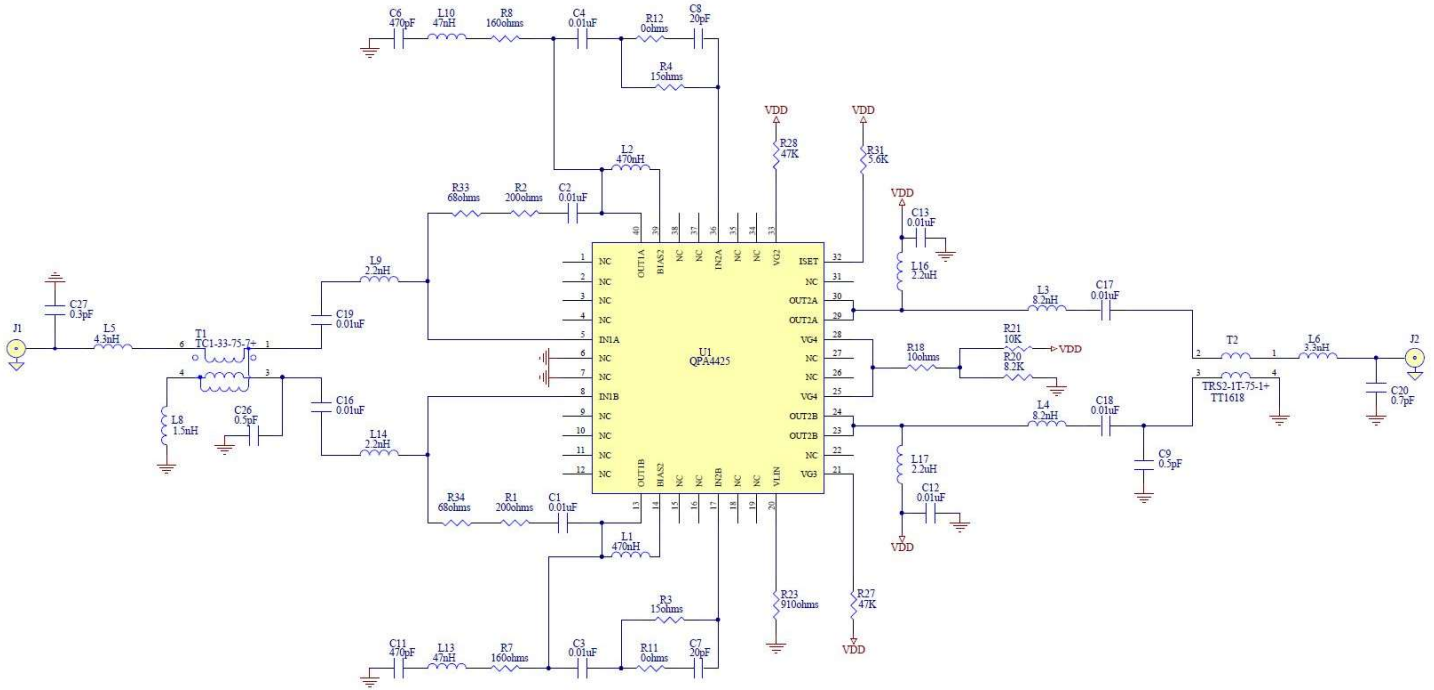 C6
470pF
L10
47nH
R8
160ohms
C4
0.01uF
R12
0ohms
C8
20pF
R4
15ohms
L2
470nH
VDD
R28
47K
R31
5.6K
R33
68ohms
R2
200ohms
C2
0.01uF
VDD
C13
0.01uF
L16
2.2uH
40
39
38
37
36
35
34
33
OUT1A
BIAS2
NC
NC
IN2A
NC
NC
VG2
1 NC
2 NC
3 NC
4 NC
5 IN1A
6 NC
7 NC
8 IN1B
9 NC
10 NC
11 NC
12 NC
U1
QPA4425
ISET 32
NC 31
OUT2A 30
OUT2A 29
VG4 28
NC 27
NC 26
VG4 25
OUT2B 24
OUT2B 23
NC 22
VG3 21
OUT1B
BIAS2
NC
NC
IN2B
NC
NC
VLIN
13
14
15
16
17
18
19
20
L9
2.2nH
C19
0.01uF
C27
0.3pF
J1
L5
4.3nH
T1
TC1-33-75-7+
6
1
4
3
L8
1.5nH
C26
0.5pF
C16
0.01uF
L14
2.2nH
R34
68ohms
R1
200ohms
C1
0.01uF
L1
470nH
C11
470pF
L13
47nH
R7
160ohms
C3
0.01uF
R11
0ohms
C7
20pF
R3
15ohms
R23
910ohms
R27
47K
VDD
L3
8.2nH
C17
0.01uF
R18
10ohms
R21
10K
VDD
R20
8.2K
L4
8.2nH
C18
0.01uF
L17
2.2uH
C12
0.01uF
VDD
C9
0.5pF
T2
2
1
3
4
TRS2-1T-75-1+
TT1618
L6
3.3nH
J2
C20
0.7pF